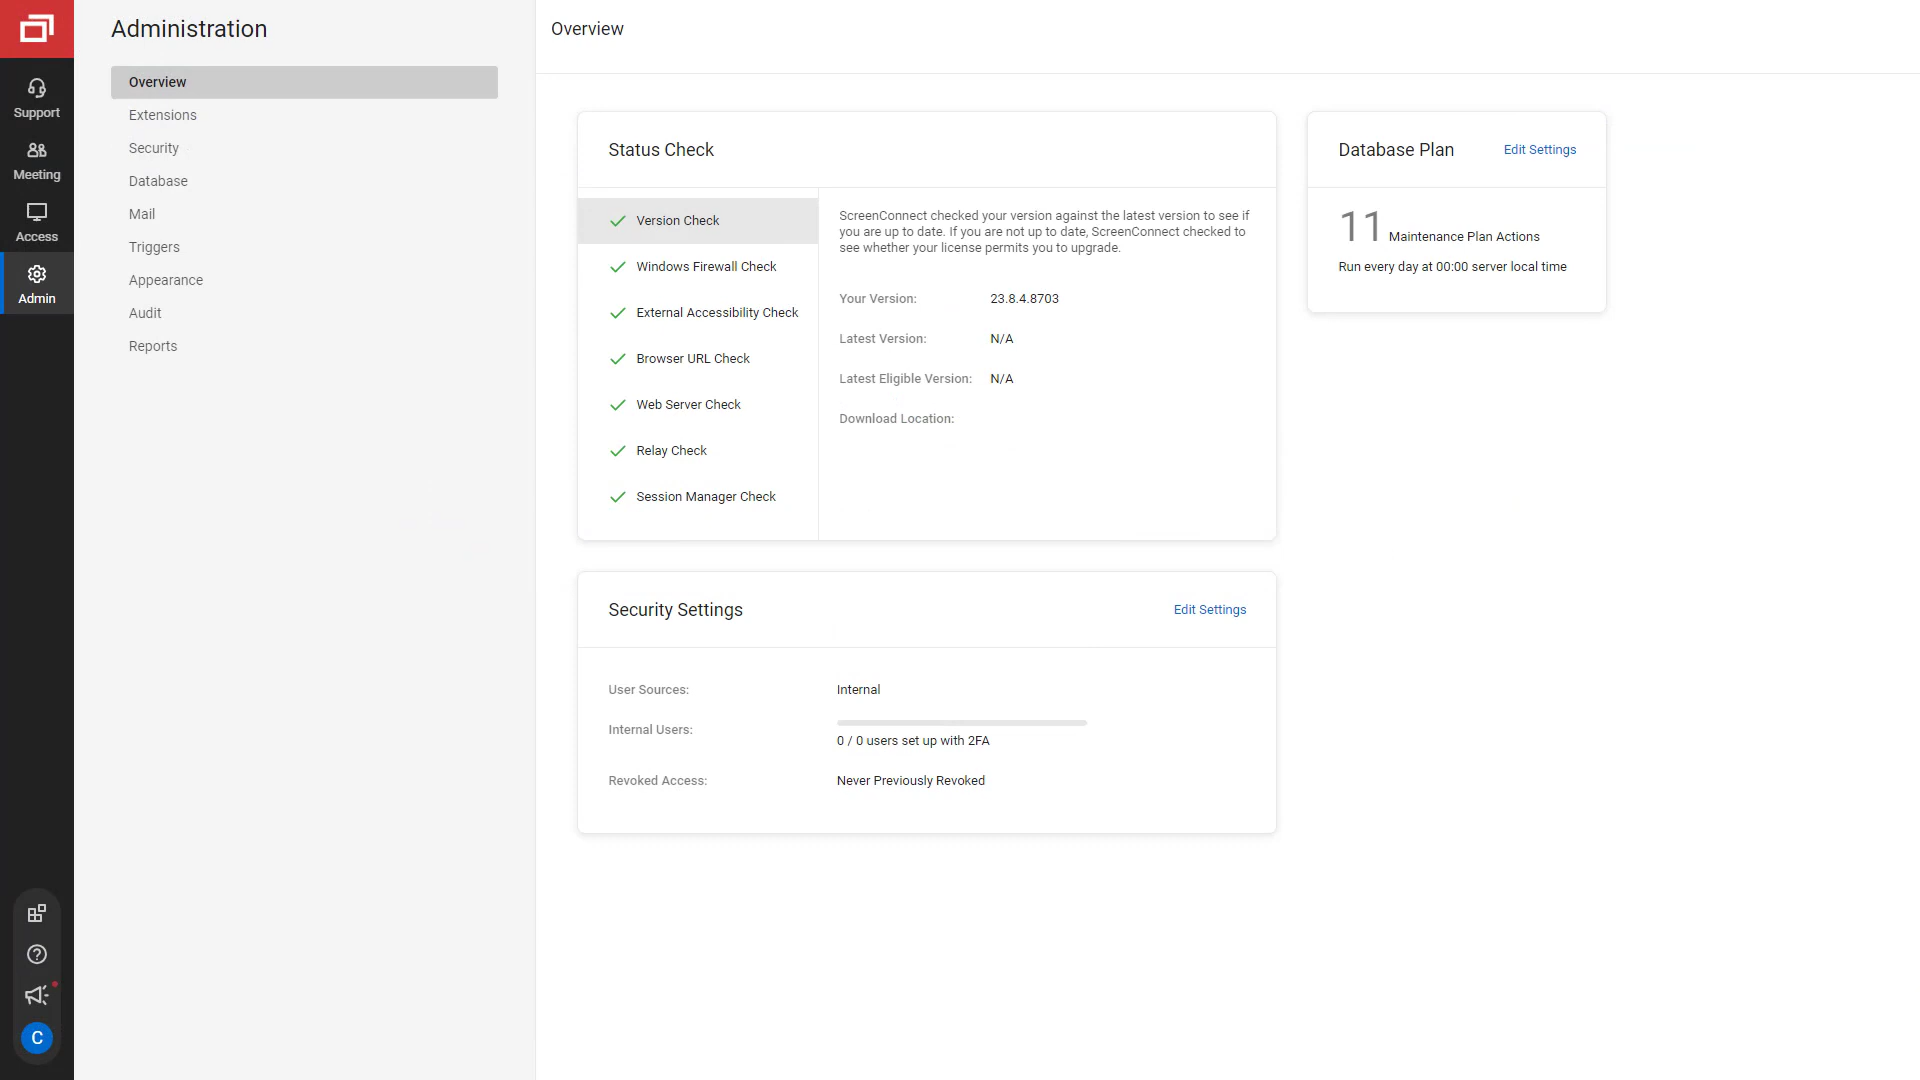 Administration
Overview
Support
Meeting
Access
Admin
Overview
Extensions
Security
Database
Mail
Triggers
Appearance
Audit
Reports
Status Check
Version Check
Windows Firewall Check
External Accessibility Check
Browser URL Check
Web Server Check
Relay Check
Session Manager Check
ScreenConnect checked your version against the latest version to see if
you are up to date. If you are not up to date, ScreenConnect checked to
see whether your license permits you to upgrade.
Your Version: 23.8.4.8703
Latest Version: N/A
Latest Eligible Version: N/A
Download Location:
Database Plan Edit Settings
11 Maintenance Plan Actions
Run every day at 00:00 server local time
Security Settings Edit Settings
User Sources: Internal
Internal Users:
0 / 0 users set up with 2FA
Revoked Access: Never Previously Revoked
C